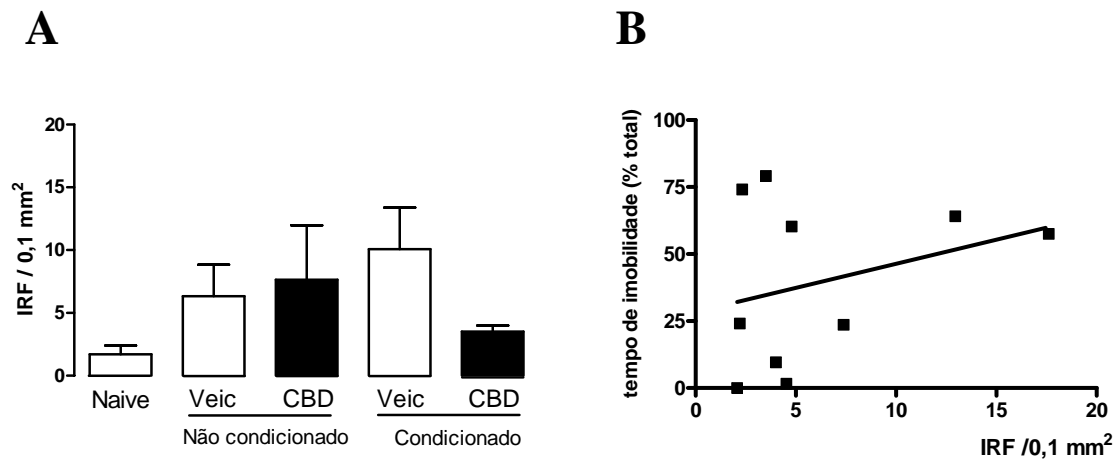 A
B
IRF / 0,1 mm²
20
15
10
5
0
Naive
Veic
CBD
Veic
CBD
Não condicionado
Condicionado
tempo de imobilidade (% total)
100
75
50
25
0
0 5 10 15 20
IRF /0,1 mm²